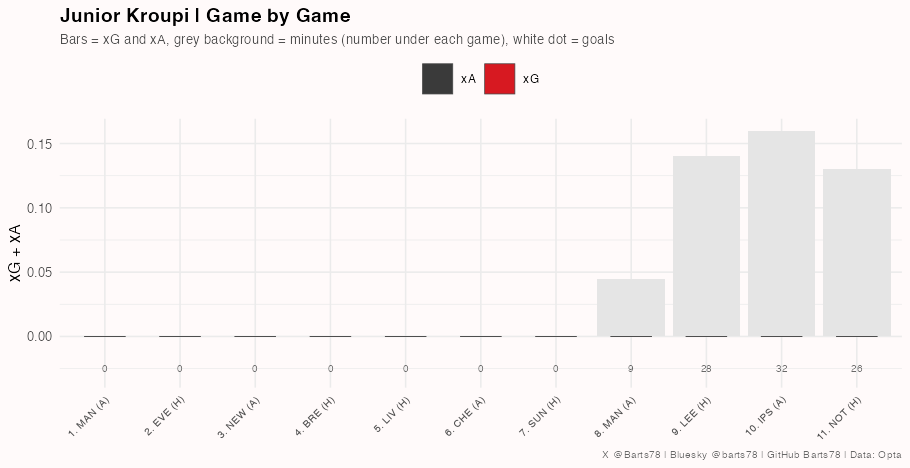 Junior Kroupi | Game by Game
Bars = xG and xA, grey background = minutes (number under each game), white dot = goals
xA xG
xG + xA
0.15
0.10
0.05
0.00
0 0 0 0 0 0 0 9 28 32 26
1. MAN (A) 2. EVE (H) 3. NEW (A) 4. BRE (H) 5. LIV (H) 6. CHE (A) 7. SUN (H) 8. MAN (A) 9. LEE (H) 10. IPS (A) 11. NOT (H)
X @Barts78 | Bluesky @barts78 | GitHub Barts78 | Data: Opta